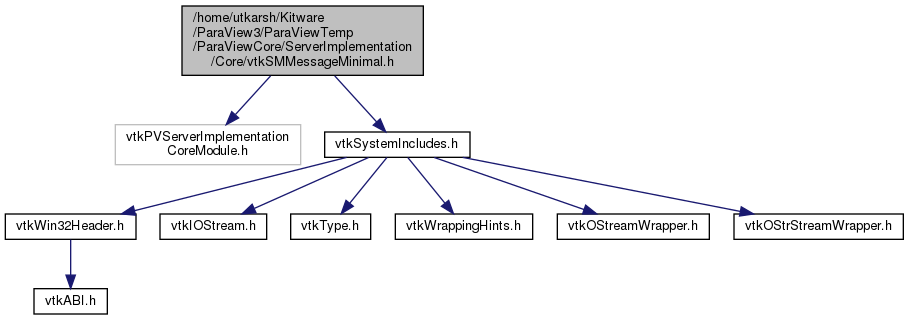 /home/utkarsh/Kitware
/ParaView3/ParaViewTemp
/ParaViewCore/ServerImplementation
/Core/vtkSMMessageMinimal.h
vtkPVServerImplementation
CoreModule.h
vtkSystemIncludes.h
vtkWin32Header.h
vtkIOStream.h
vtkType.h
vtkWrappingHints.h
vtkOStreamWrapper.h
vtkOStrStreamWrapper.h
vtkABI.h